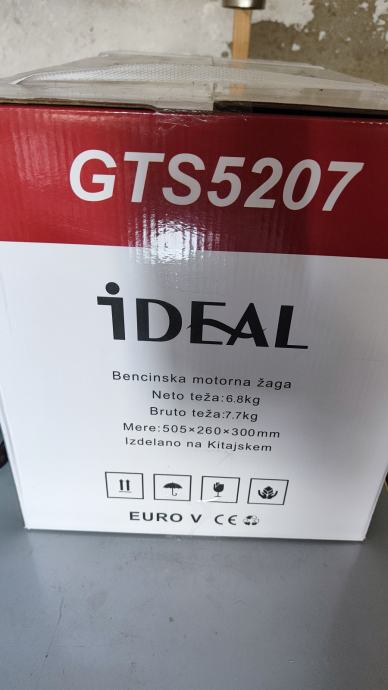 GTS5207
iDEAL
Bencinska motorna žaga
Neto teža:6.8kg
Bruto teža:7.7kg
Mere:505×260×300mm
Izdelano na Kitajskem
EURO V CE